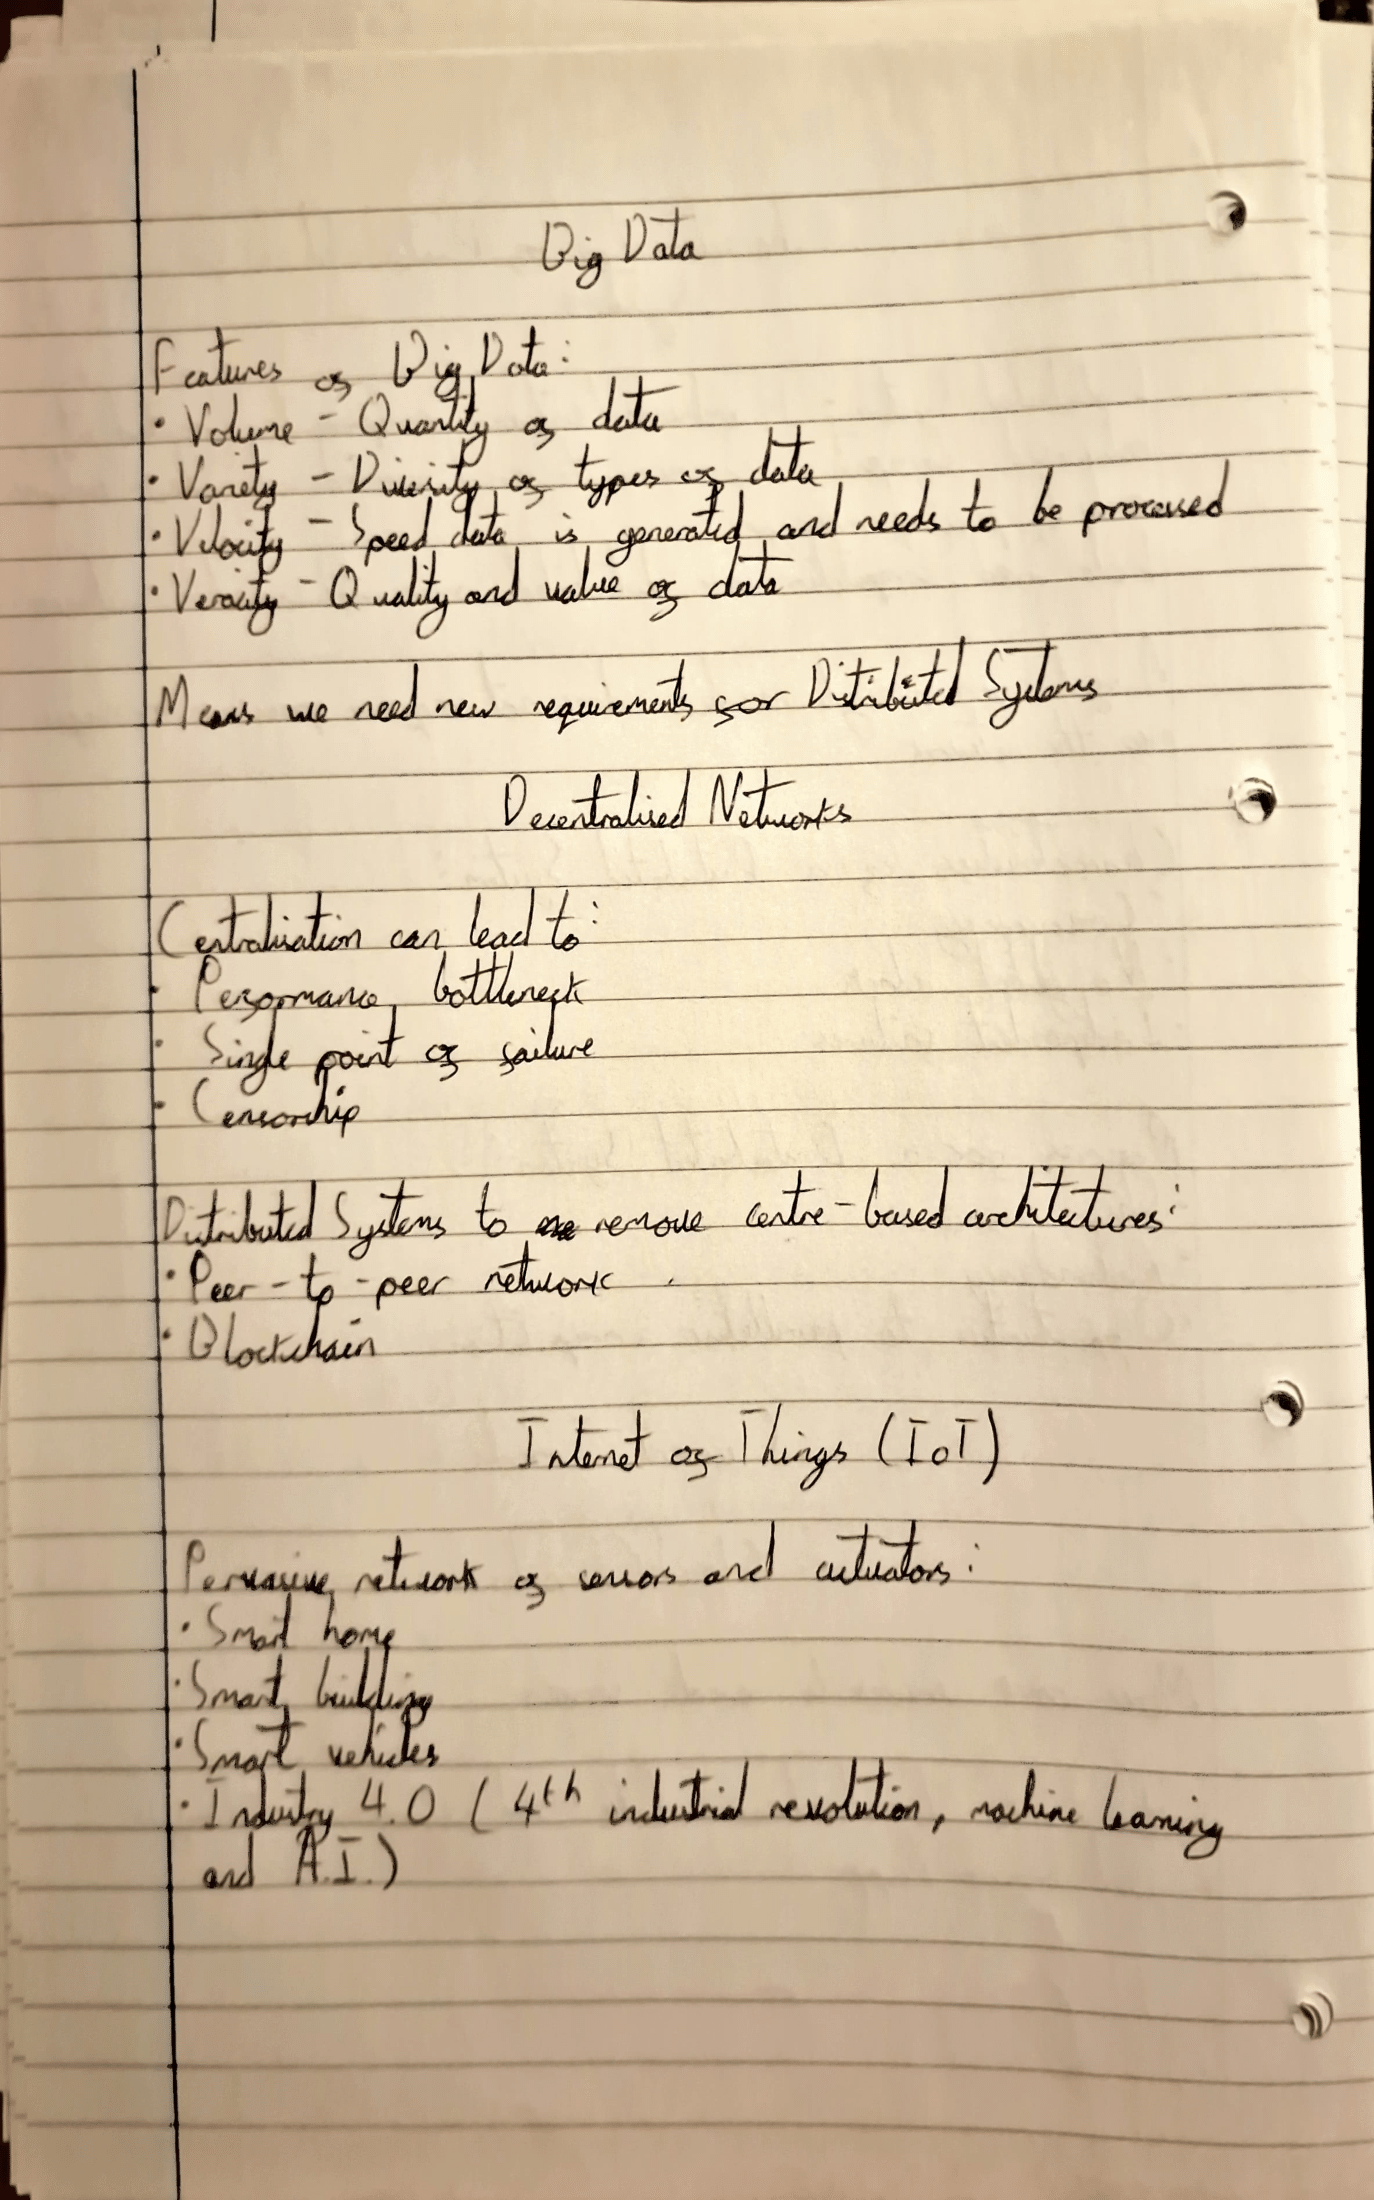 Big Data
Features of Big Data:
• Volume - Quantity of data
• Variety - Diversity of types of data
• Velocity - Speed data is generated and needs to be processed
• Veracity - Quality and value of data
Means we need new requirements for Distributed Systems
Decentralised Networks
Centralisation can lead to:
• Performance bottleneck
• Single point of failure
• Censorship
Distributed Systems to remove centre-based architectures:
• Peer-to-peer network
• Blockchain
Internet of Things (IoT)
Pervasive network of sensors and actuators:
• Smart home
• Smart building
• Smart vehicles
• Industry 4.0 (4th industrial revolution, machine learning
and A.I.)